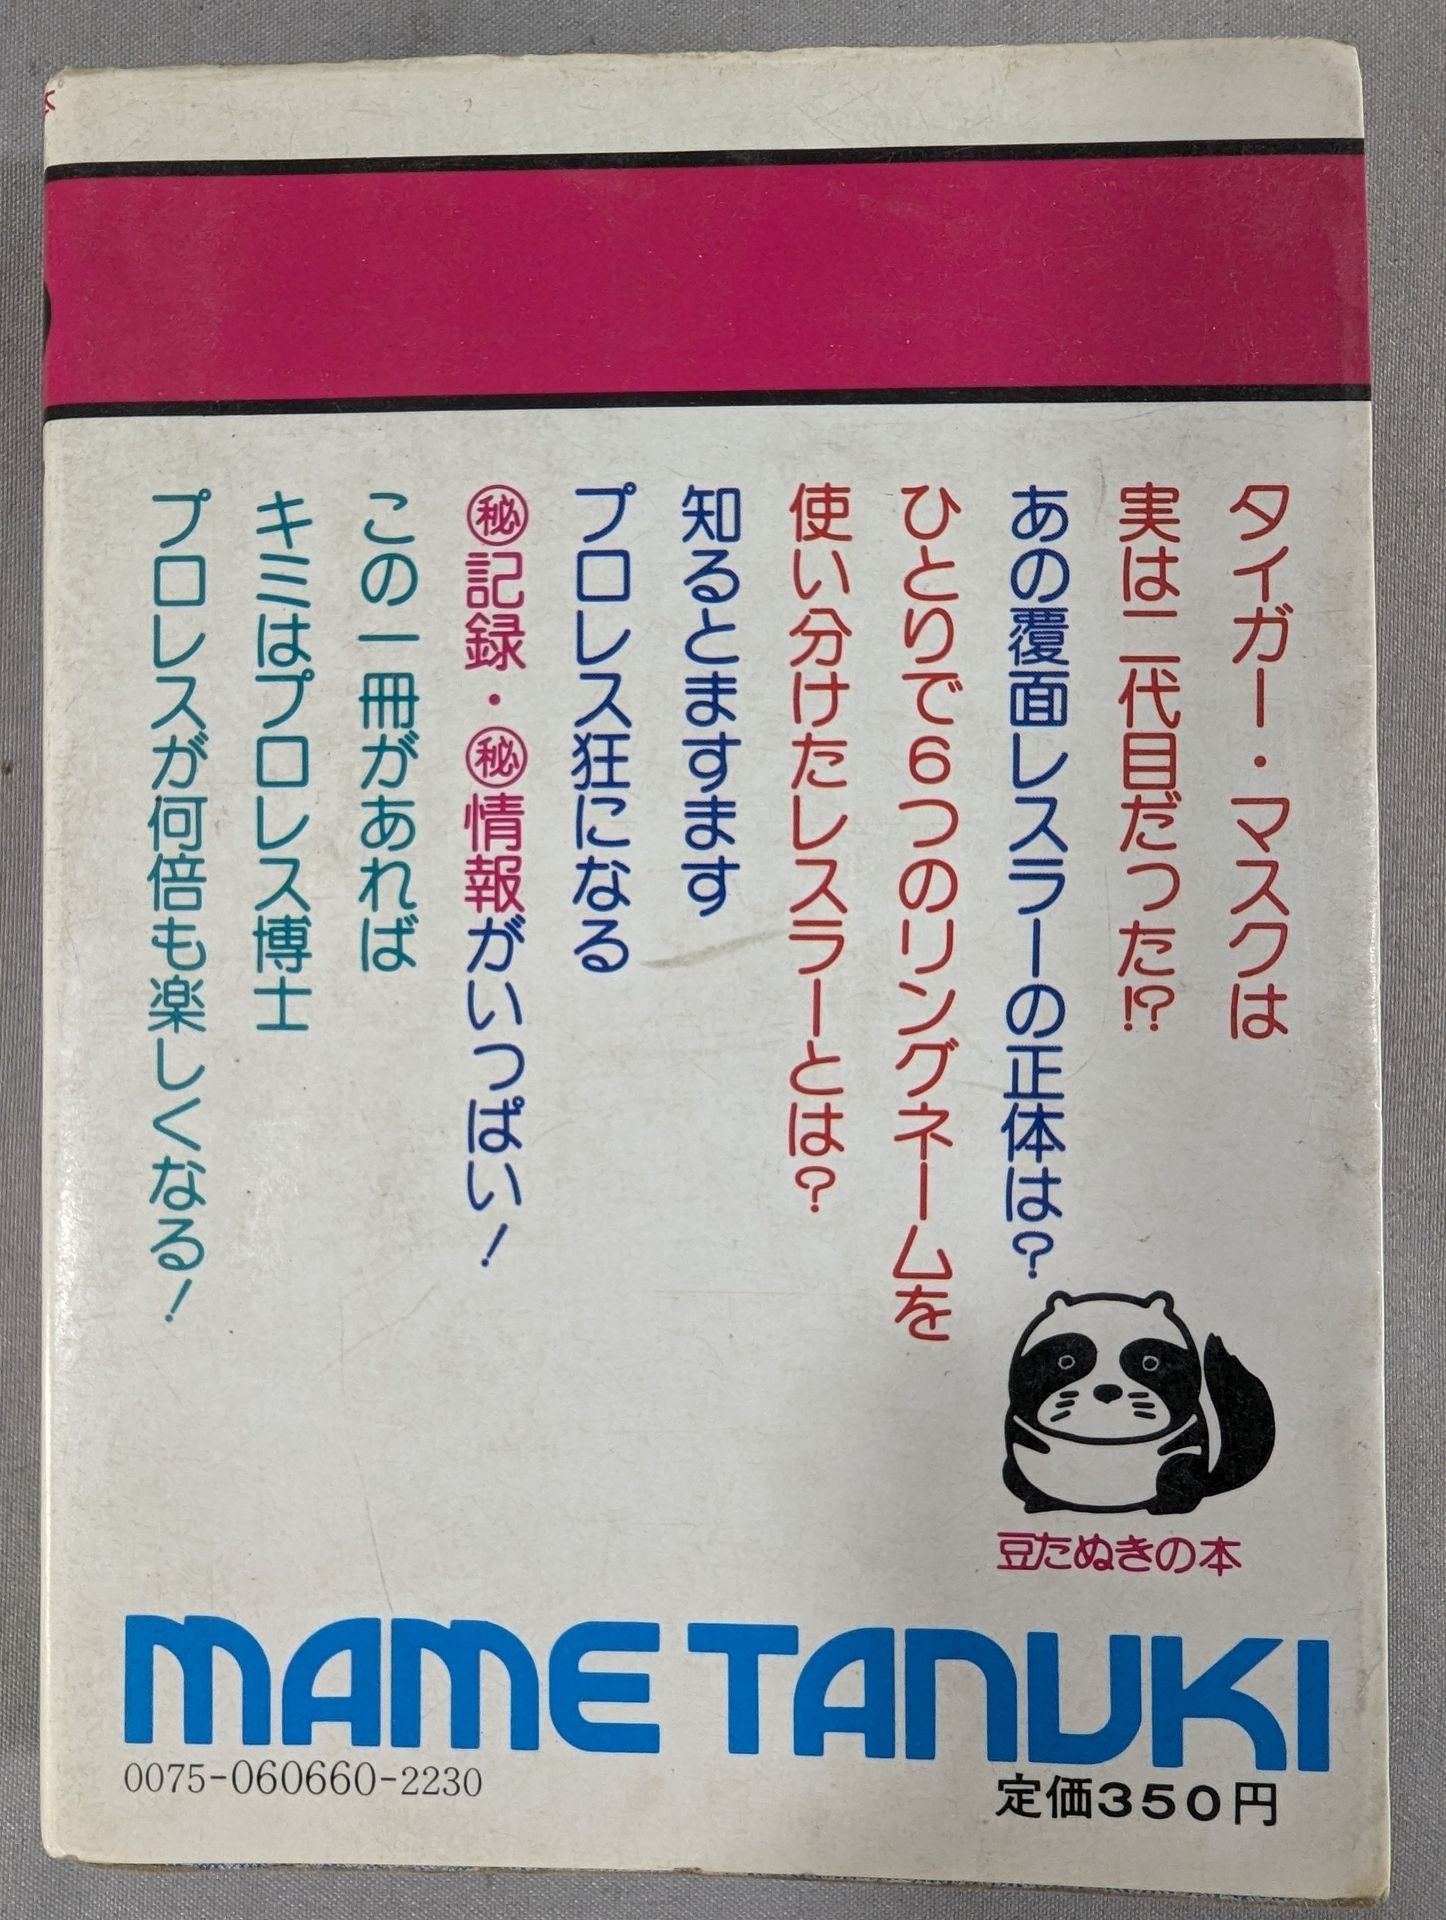 タイガー・マスクは
実は二代目だった!?
あの覆面レスラーの正体は?
ひとりで6つのリングネームを
使い分けたレスラーとは?
知るとますます
プロレス狂になる
㊙記録・㊙情報がいっぱい!
この一冊があれば
キミはプロレス博士
プロレスが何倍も楽しくなる!
豆たぬきの本
MAME TANUKI
0075-060660-2230
定価350円